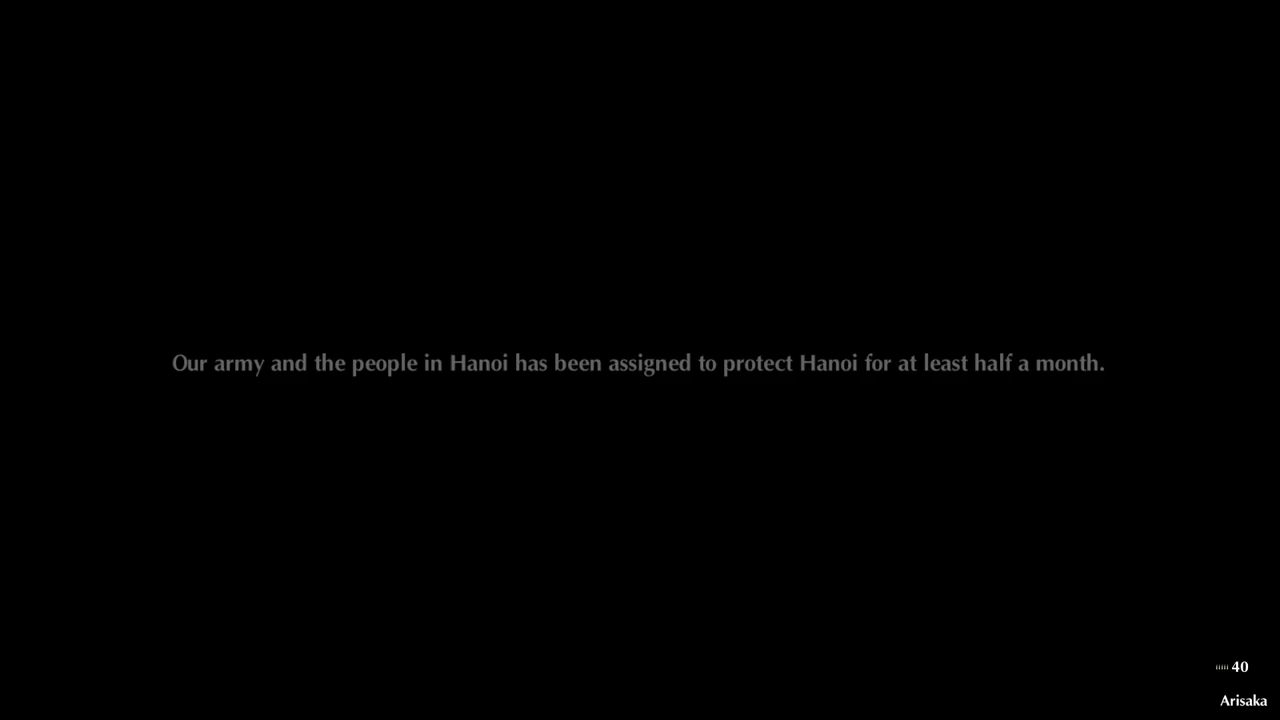 Our army and the people in Hanoi has been assigned to protect Hanoi for at least half a month.
40
Arisaka